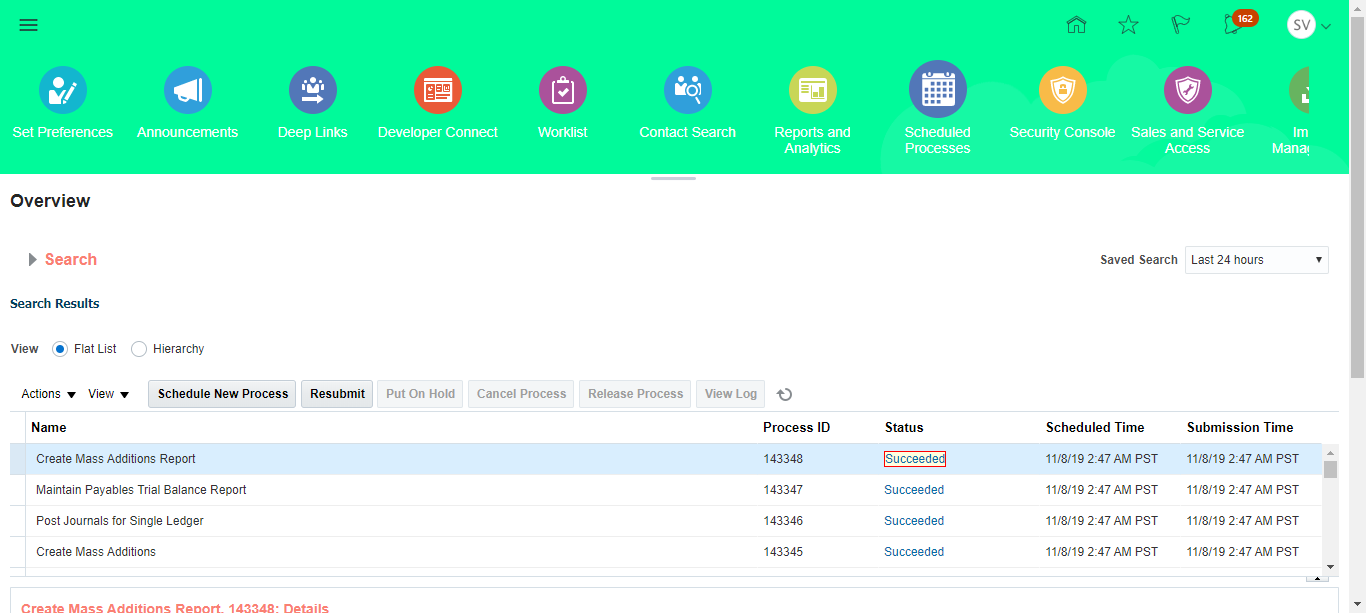 162
SV
Set Preferences
Announcements
Deep Links
Developer Connect
Worklist
Contact Search
Reports and
Analytics
Scheduled
Processes
Security Console
Sales and Service
Access
Im
Manag
Overview
Search
Saved Search Last 24 hours
Search Results
View Flat List Hierarchy
Actions View Schedule New Process Resubmit Put On Hold Cancel Process Release Process View Log
Name Process ID Status Scheduled Time Submission Time
Create Mass Additions Report 143348 Succeeded 11/8/19 2:47 AM PST 11/8/19 2:47 AM PST
Maintain Payables Trial Balance Report 143347 Succeeded 11/8/19 2:47 AM PST 11/8/19 2:47 AM PST
Post Journals for Single Ledger 143346 Succeeded 11/8/19 2:47 AM PST 11/8/19 2:47 AM PST
Create Mass Additions 143345 Succeeded 11/8/19 2:47 AM PST 11/8/19 2:47 AM PST
Create Mass Additions Report, 143348: Details